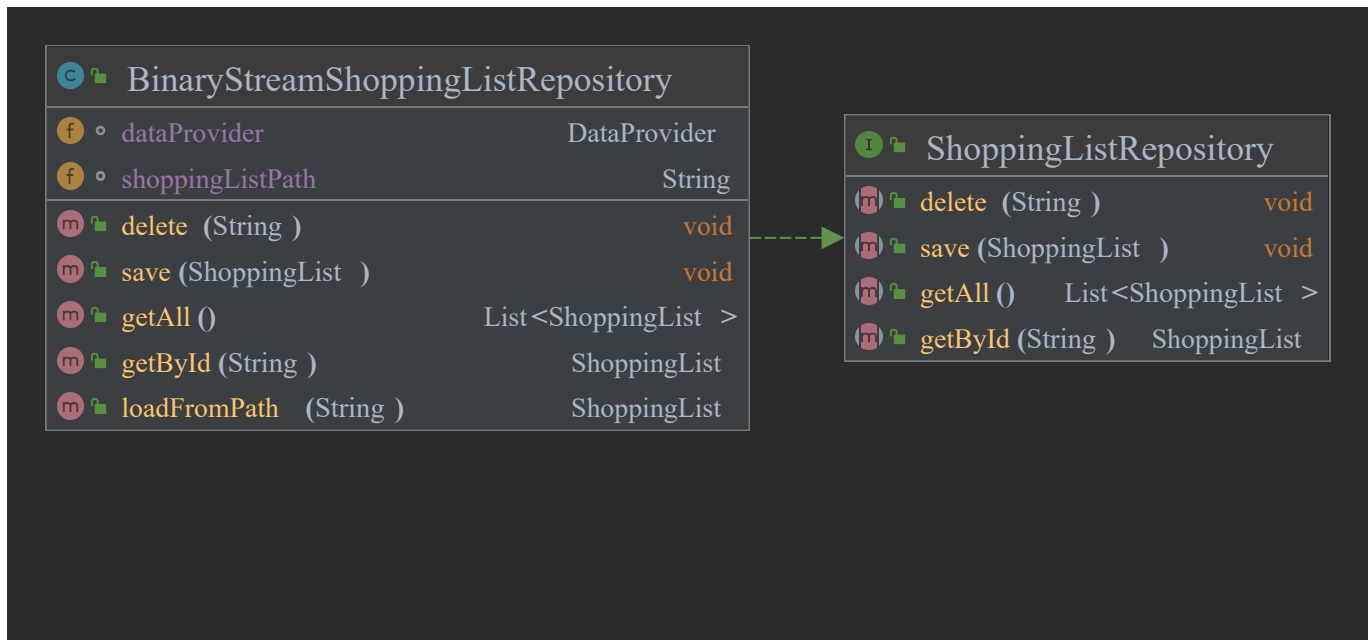 BinaryStreamShoppingListRepository
dataProvider DataProvider
shoppingListPath String
delete (String ) void
save (ShoppingList ) void
getAll () List<ShoppingList >
getById (String ) ShoppingList
loadFromPath (String ) ShoppingList
ShoppingListRepository
delete (String ) void
save (ShoppingList ) void
getAll () List<ShoppingList >
getById (String ) ShoppingList